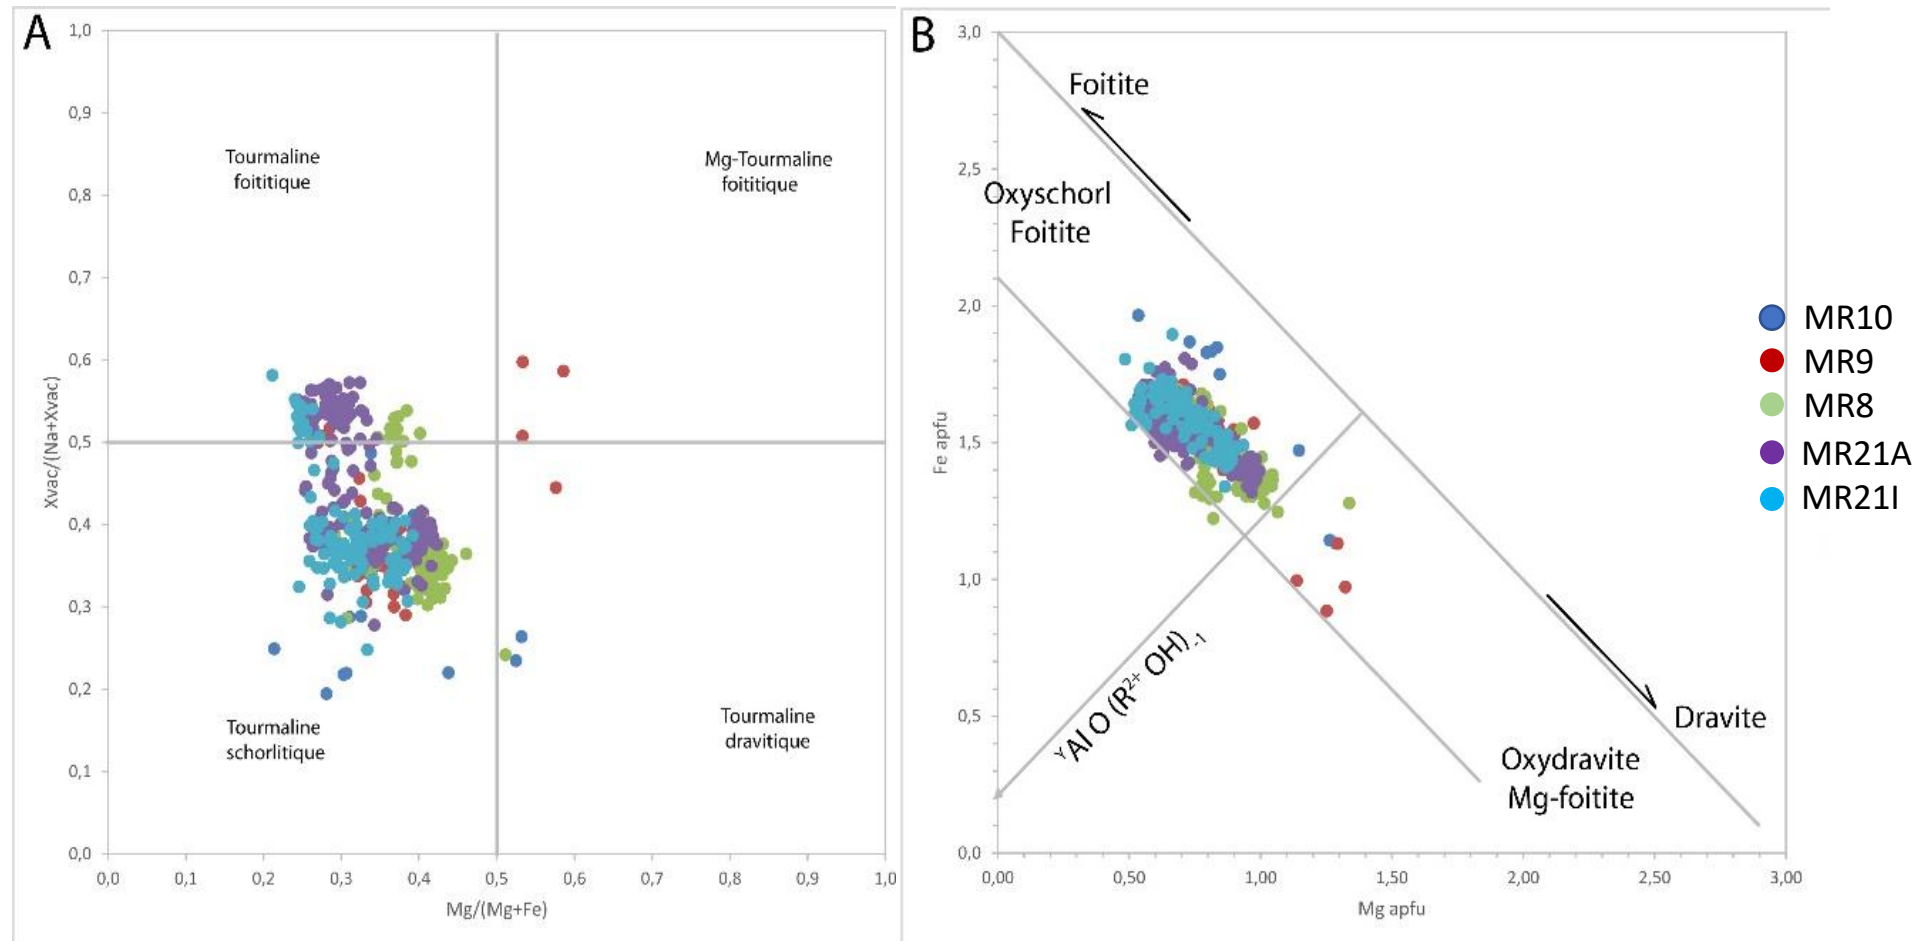 A
1,0
0,9
0,8
0,7
0,6
0,5
0,4
0,3
0,2
0,1
0,0
Xvac/(Na+Xvac)
Tourmaline
foititique
Mg-Tourmaline
foititique
Tourmaline
schorlitique
Tourmaline
dravitique
0,0 0,1 0,2 0,3 0,4 0,5 0,6 0,7 0,8 0,9 1,0
Mg/(Mg+Fe)
B
3,0
2,5
2,0
1,5
1,0
0,5
0,0
Fe apfu
Foitite
Oxyschorl
Foitite
ʸAl O (R²⁺ OH)₋₁
Dravite
Oxydravite
Mg-foitite
0,00 0,50 1,00 1,50 2,00 2,50 3,00
Mg apfu
MR10
MR9
MR8
MR21A
MR21I